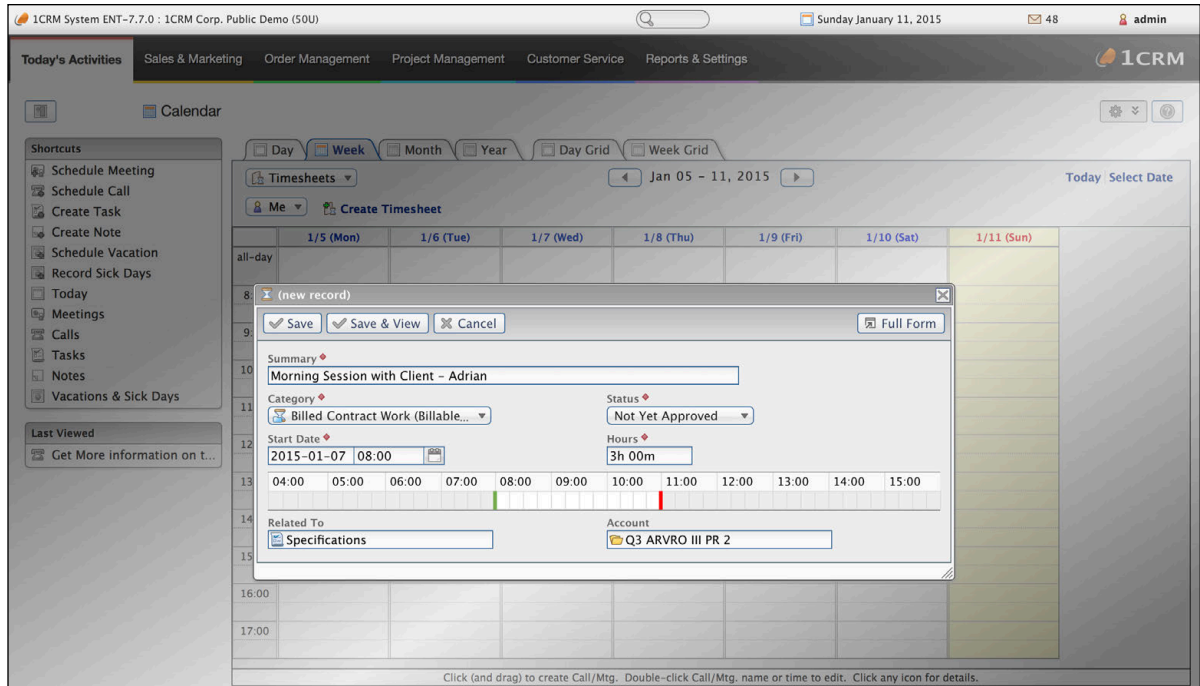 1CRM System ENT-7.7.0 : 1CRM Corp. Public Demo (50U)
Sunday January 11, 2015
48
admin
Today's Activities
Sales & Marketing
Order Management
Project Management
Customer Service
Reports & Settings
1CRM
Calendar
Shortcuts
Schedule Meeting
Schedule Call
Create Task
Create Note
Schedule Vacation
Record Sick Days
Today
Meetings
Calls
Tasks
Notes
Vacations & Sick Days
Last Viewed
Get More information on t...
Day
Week
Month
Year
Day Grid
Week Grid
Timesheets
Jan 05 - 11, 2015
Today
Select Date
Me
Create Timesheet
1/5 (Mon)
1/6 (Tue)
1/7 (Wed)
1/8 (Thu)
1/9 (Fri)
1/10 (Sat)
1/11 (Sun)
all-day
8:
9:
10
11
12
13
14
15
16:00
17:00
(new record)
Save
Save & View
Cancel
Full Form
Summary
Morning Session with Client - Adrian
Category
Status
Billed Contract Work (Billable...
Not Yet Approved
Start Date
Hours
2015-01-07
08:00
3h 00m
04:00 05:00 06:00 07:00 08:00 09:00 10:00 11:00 12:00 13:00 14:00 15:00
Related To
Account
Specifications
Q3 ARVRO III PR 2
Click (and drag) to create Call/Mtg. Double-click Call/Mtg. name or time to edit. Click any icon for details.